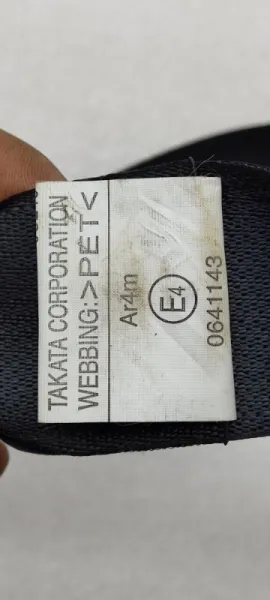 TAKATA CORPORATION
WEBBING:>PET<
Ar4m
E4
0641143